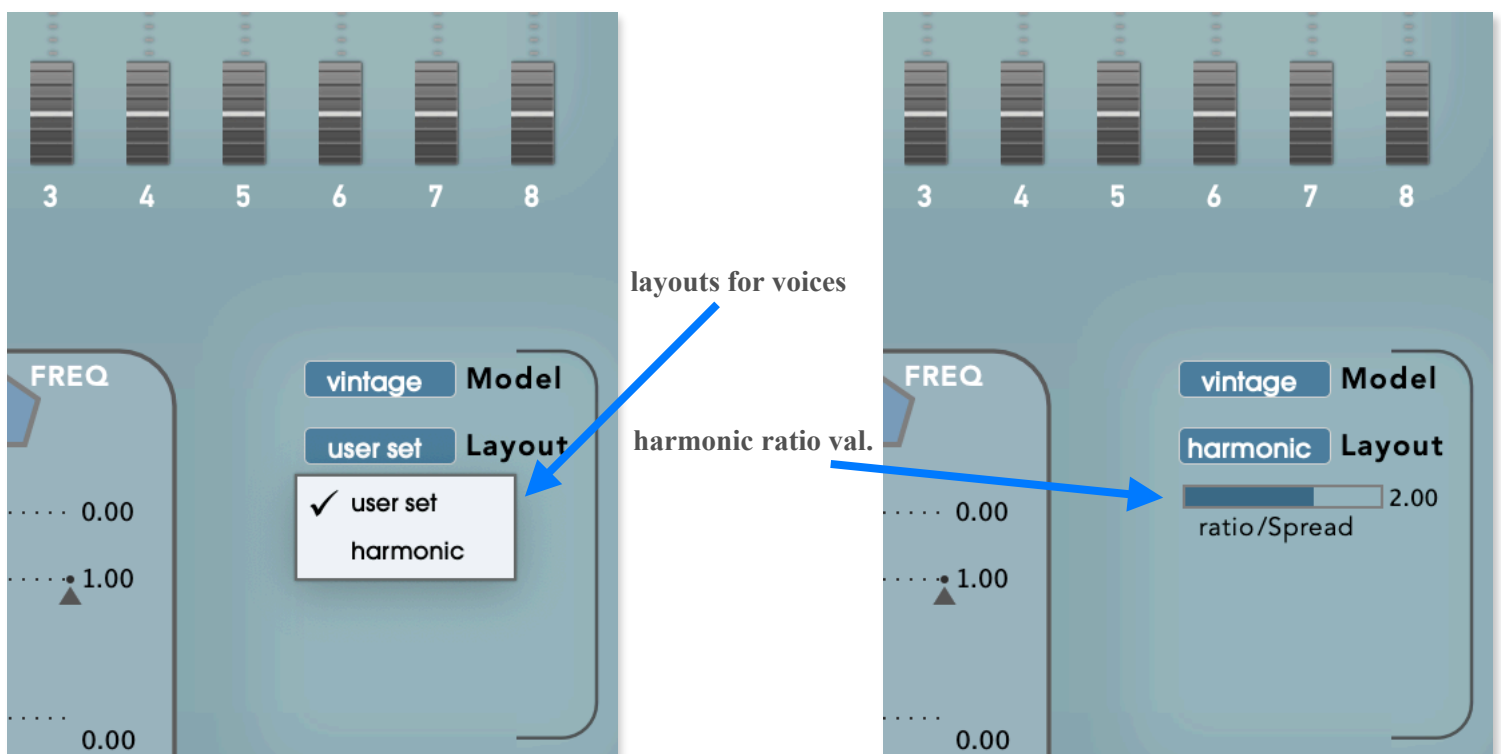 3 4 5 6 7 8
layouts for voices
FREQ
vintage Model
user set Layout
✓ user set
harmonic
0.00
1.00
0.00
harmonic ratio val.
3 4 5 6 7 8
FREQ
vintage Model
harmonic Layout
2.00
ratio/Spread
0.00
1.00
0.00